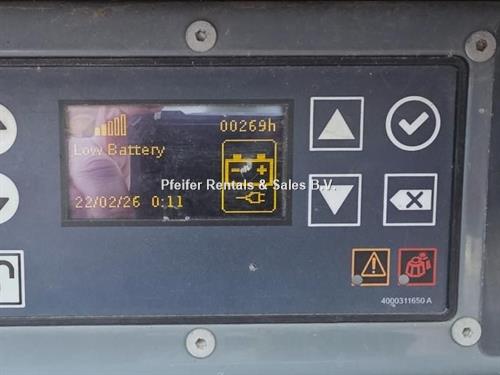 00269h
Low Battery
Pfeifer Rentals & Sales B.V.
22/02/26 0:11
4000311650 A